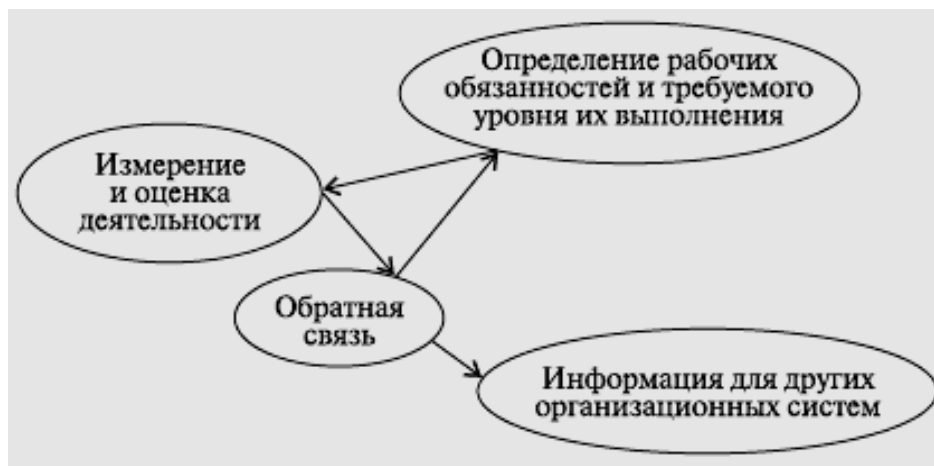 Определение рабочих
обязанностей и требуемого
уровня их выполнения
Измерение
и оценка
деятельности
Обратная
связь
Информация для других
организационных систем